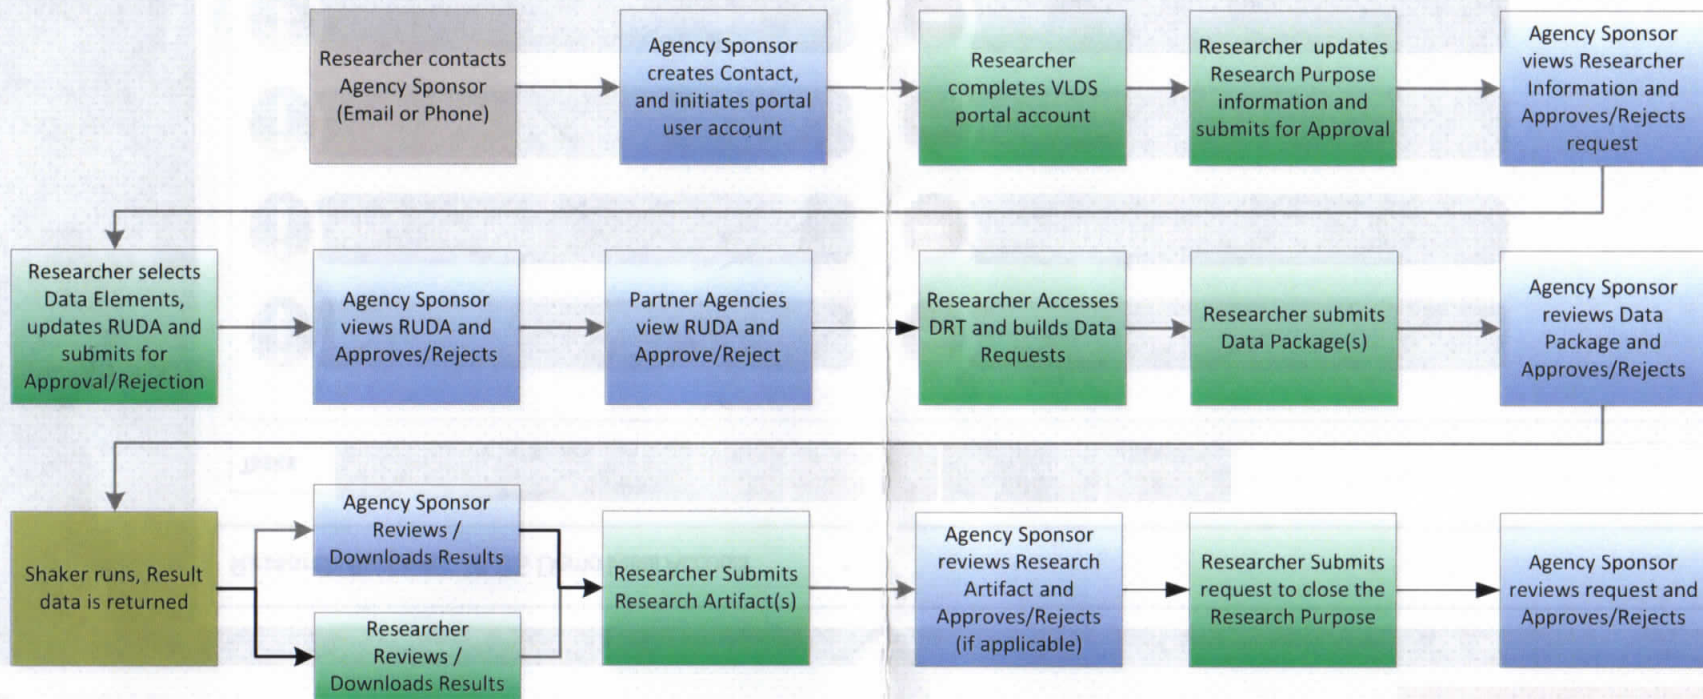 Researcher contacts
Agency Sponsor
(Email or Phone)
Agency Sponsor
creates Contact,
and initiates portal
user account
Researcher
completes VLDS
portal account
Researcher updates
Research Purpose
information and
submits for Approval
Agency Sponsor
views Researcher
Information and
Approves/Rejects
request
Researcher selects
Data Elements,
updates RUDA and
submits for
Approval/Rejection
Agency Sponsor
views RUDA and
Approves/Rejects
Partner Agencies
view RUDA and
Approve/Reject
Researcher Accesses
DRT and builds Data
Requests
Researcher submits
Data Package(s)
Agency Sponsor
reviews Data
Package and
Approves/Rejects
Shaker runs, Result
data is returned
Agency Sponsor
Reviews /
Downloads Results
Researcher
Reviews /
Downloads Results
Researcher Submits
Research Artifact(s)
Agency Sponsor
reviews Research
Artifact and
Approves/Rejects
(if applicable)
Researcher Submits
request to close the
Research Purpose
Agency Sponsor
reviews request and
Approves/Rejects